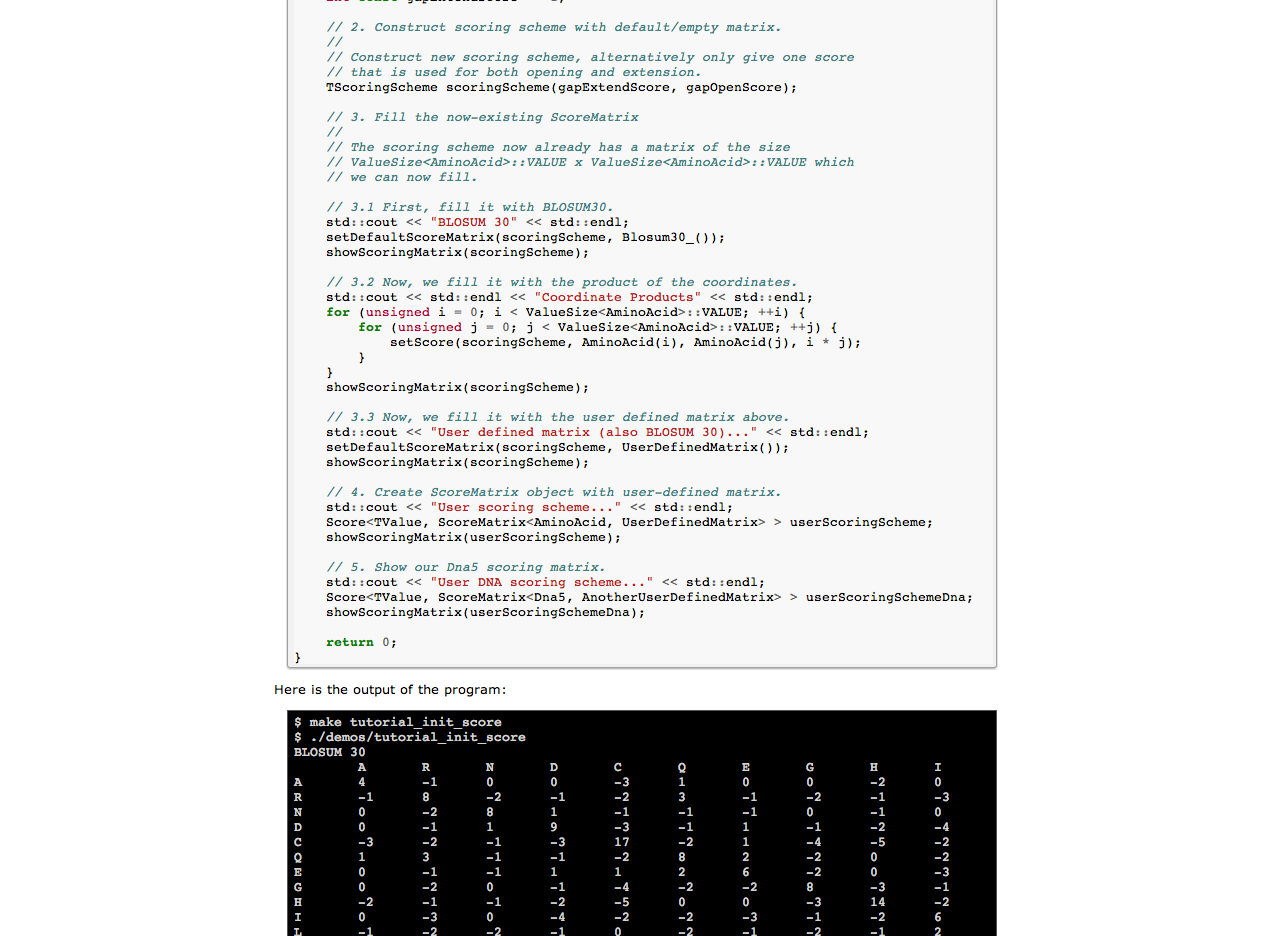 // 2. Construct scoring scheme with default/empty matrix.
//
// Construct new scoring scheme, alternatively only give one score
// that is used for both opening and extension.
TScoringScheme scoringScheme(gapExtendScore, gapOpenScore);
// 3. Fill the now-existing ScoreMatrix
//
// The scoring scheme now already has a matrix of the size
// ValueSize<AminoAcid>::VALUE x ValueSize<AminoAcid>::VALUE which
// we can now fill.
// 3.1 First, fill it with BLOSUM30.
std::cout << "BLOSUM 30" << std::endl;
setDefaultScoreMatrix(scoringScheme, Blosum30_());
showScoringMatrix(scoringScheme);
// 3.2 Now, we fill it with the product of the coordinates.
std::cout << std::endl << "Coordinate Products" << std::endl;
for (unsigned i = 0; i < ValueSize<AminoAcid>::VALUE; ++i) {
for (unsigned j = 0; j < ValueSize<AminoAcid>::VALUE; ++j) {
setScore(scoringScheme, AminoAcid(i), AminoAcid(j), i * j);
}
}
showScoringMatrix(scoringScheme);
// 3.3 Now, we fill it with the user defined matrix above.
std::cout << "User defined matrix (also BLOSUM 30)..." << std::endl;
setDefaultScoreMatrix(scoringScheme, UserDefinedMatrix());
showScoringMatrix(scoringScheme);
// 4. Create ScoreMatrix object with user-defined matrix.
std::cout << "User scoring scheme..." << std::endl;
Score<TValue, ScoreMatrix<AminoAcid, UserDefinedMatrix> > userScoringScheme;
showScoringMatrix(userScoringScheme);
// 5. Show our Dna5 scoring matrix.
std::cout << "User DNA scoring scheme..." << std::endl;
Score<TValue, ScoreMatrix<Dna5, AnotherUserDefinedMatrix> > userScoringSchemeDna;
showScoringMatrix(userScoringSchemeDna);
return 0;
}
Here is the output of the program:
$ make tutorial_init_score
$ ./demos/tutorial_init_score
BLOSUM 30
A R N D C Q E G H I
A 4 -1 0 0 -3 1 0 0 -2 0
R -1 8 -2 -1 -2 3 -1 -2 -1 -3
N 0 -2 8 1 -1 -1 -1 0 -1 0
D 0 -1 1 9 -3 -1 1 -1 -2 -4
C -3 -2 -1 -3 17 -2 1 -4 -5 -2
Q 1 3 -1 -1 -2 8 2 -2 0 -2
E 0 -1 -1 1 1 2 6 -2 0 -3
G 0 -2 0 -1 -4 -2 -2 8 -3 -1
H -2 -1 -1 -2 -5 0 0 -3 14 -2
I 0 -3 0 -4 -2 -2 -3 -1 -2 6
L -1 -2 -2 -1 0 -2 -1 -2 -1 2